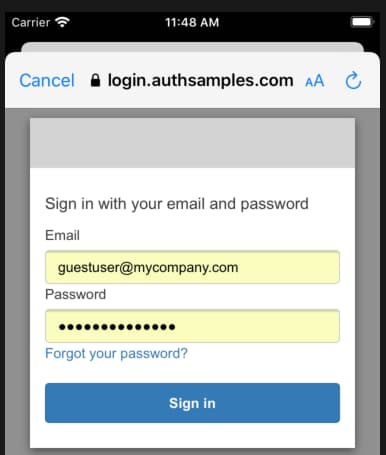 Carrier 11:48 AM
Cancel login.authsamples.com AA
Sign in with your email and password
Email
guestuser@mycompany.com
Password
••••••••••••••
Forgot your password?
Sign in